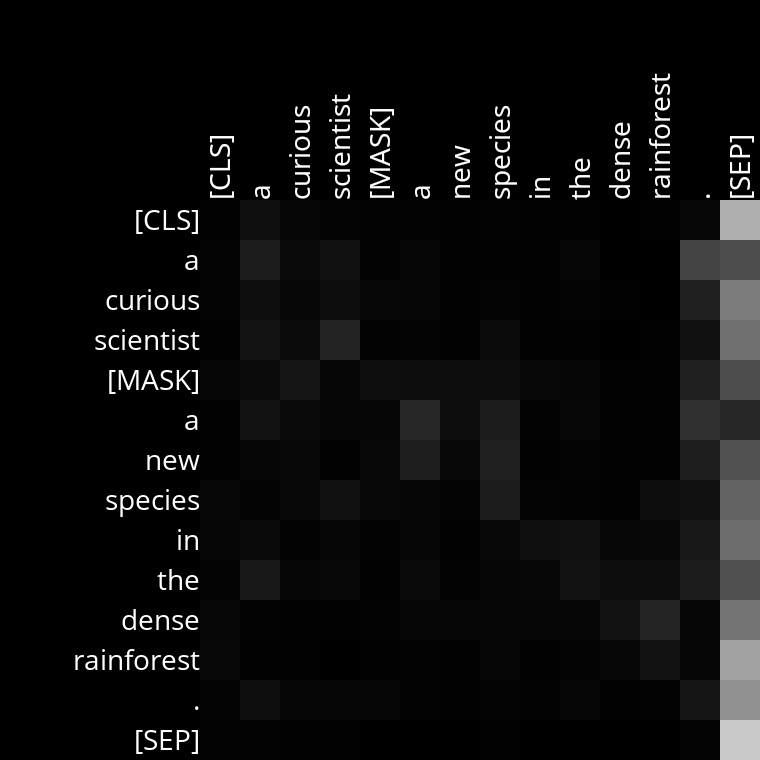 [CLS] a curious scientist [MASK] a new species in the dense rainforest . [SEP]
[CLS]
a
curious
scientist
[MASK]
a
new
species
in
the
dense
rainforest
.
[SEP]